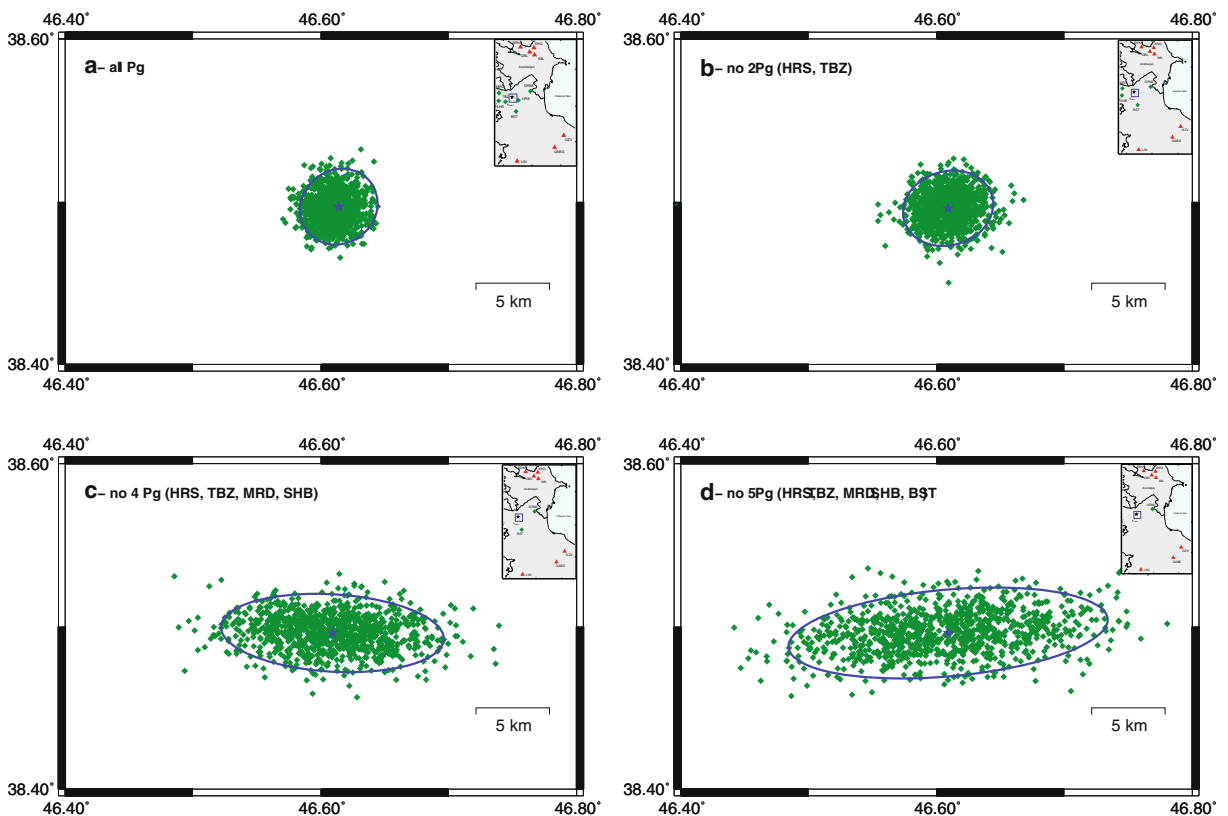 46.40˚ 46.60˚ 46.80˚
38.60˚
a– all Pg
5 km
38.40˚
46.40˚ 46.60˚ 46.80˚
46.40˚ 46.60˚ 46.80˚
38.60˚
b– no 2Pg (HRS, TBZ)
5 km
38.40˚
46.40˚ 46.60˚ 46.80˚
46.40˚ 46.60˚ 46.80˚
38.60˚
c– no 4 Pg (HRS, TBZ, MRD, SHB)
5 km
38.40˚
46.40˚ 46.60˚ 46.80˚
46.40˚ 46.60˚ 46.80˚
38.60˚
d– no 5Pg (HRS, TBZ, MRD, SHB, BST)
5 km
38.40˚
46.40˚ 46.60˚ 46.80˚